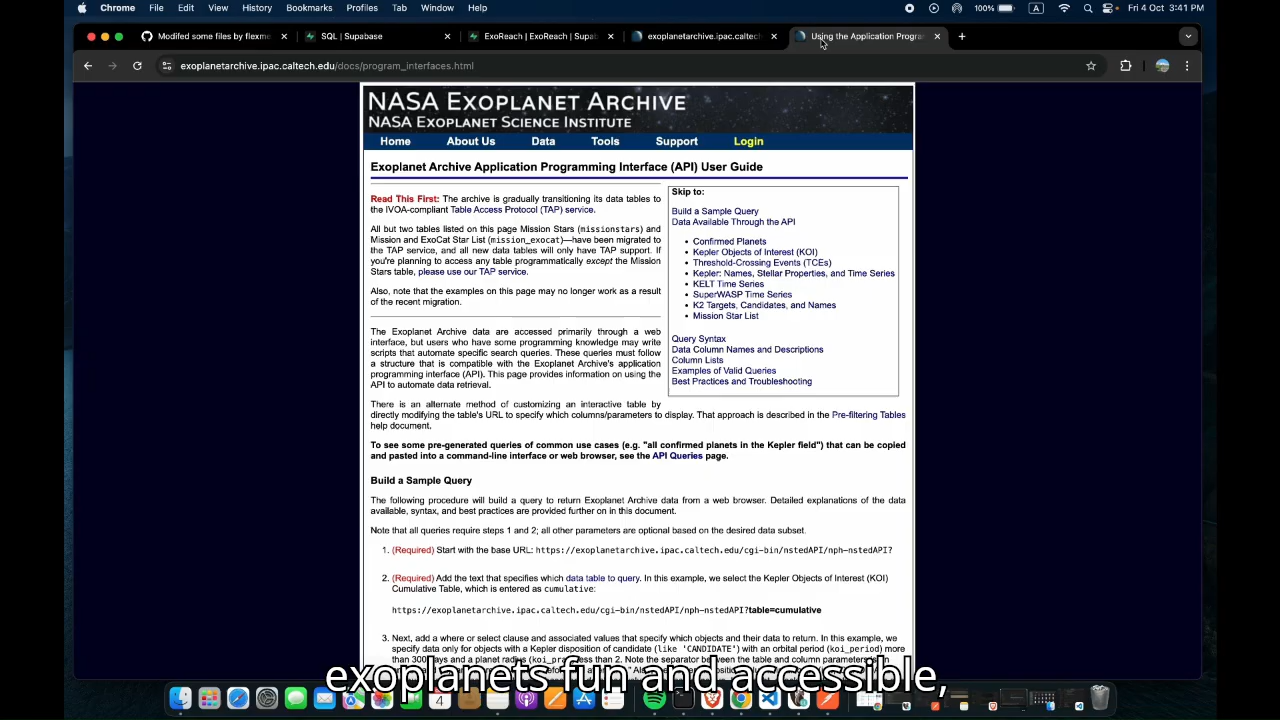 Chrome File Edit View History Bookmarks Profiles Tab Window Help 100% A Fri 4 Oct 3:41 PM
Modifed some files by flexme SQL | Supabase ExoReach | ExoReach | Supab exoplanetarchive.ipac.caltech. Using the Application Progran
exoplanetarchive.ipac.caltech.edu/docs/program_interfaces.html
NASA EXOPLANET ARCHIVE
NASA EXOPLANET SCIENCE INSTITUTE
Home About Us Data Tools Support Login
Exoplanet Archive Application Programming Interface (API) User Guide
Read This First: The archive is gradually transitioning its data tables to
the IVOA-compliant Table Access Protocol (TAP) service.
All but two tables listed on this page Mission Stars (missionstars) and
Mission and ExoCat Star List (mission_exocat)—have been migrated to
the TAP service, and all new data tables will only have TAP support. If
you're planning to access any table programmatically except the Mission
Stars table, please use our TAP service.
Also, note that the examples on this page may no longer work as a result
of the recent migration.
Skip to:
Build a Sample Query
Data Available Through the API
• Confirmed Planets
• Kepler Objects of Interest (KOI)
• Threshold-Crossing Events (TCEs)
• Kepler: Names, Stellar Properties, and Time Series
• KELT Time Series
• SuperWASP Time Series
• K2 Targets, Candidates, and Names
• Mission Star List
Query Syntax
Data Column Names and Descriptions
Column Lists
Examples of Valid Queries
Best Practices and Troubleshooting
The Exoplanet Archive data are accessed primarily through a web
interface, but users who have some programming knowledge may write
scripts that automate specific search queries. These queries must follow
a structure that is compatible with the Exoplanet Archive's application
programming interface (API). This page provides information on using the
API to automate data retrieval.
There is an alternate method of customizing an interactive table by
directly modifying the table's URL to specify which columns/parameters to display. That approach is described in the Pre-filtering Tables
help document.
To see some pre-generated queries of common use cases (e.g. "all confirmed planets in the Kepler field") that can be copied
and pasted into a command-line interface or web browser, see the API Queries page.
Build a Sample Query
The following procedure will build a query to return Exoplanet Archive data from a web browser. Detailed explanations of the data
available, syntax, and best practices are provided further on in this document.
Note that all queries require steps 1 and 2; all other parameters are optional based on the desired data subset.
1. (Required) Start with the base URL: https://exoplanetarchive.ipac.caltech.edu/cgi-bin/nstedAPI/nph-nstedAPI?
2. (Required) Add the text that specifies which data table to query. In this example, we select the Kepler Objects of Interest (KOI)
Cumulative Table, which is entered as cumulative:
https://exoplanetarchive.ipac.caltech.edu/cgi-bin/nstedAPI/nph-nstedAPI?table=cumulative
3. Next, add a where or select clause and associated values that specify which objects and their data to return. In this example, we
specify data only for objects with a Kepler disposition of candidate (like 'CANDIDATE') with an orbital period (koi_period) more
than 300 and a planet radius less than 2. Note the separator between the table and column parameters
exoplanets fun and accessible,